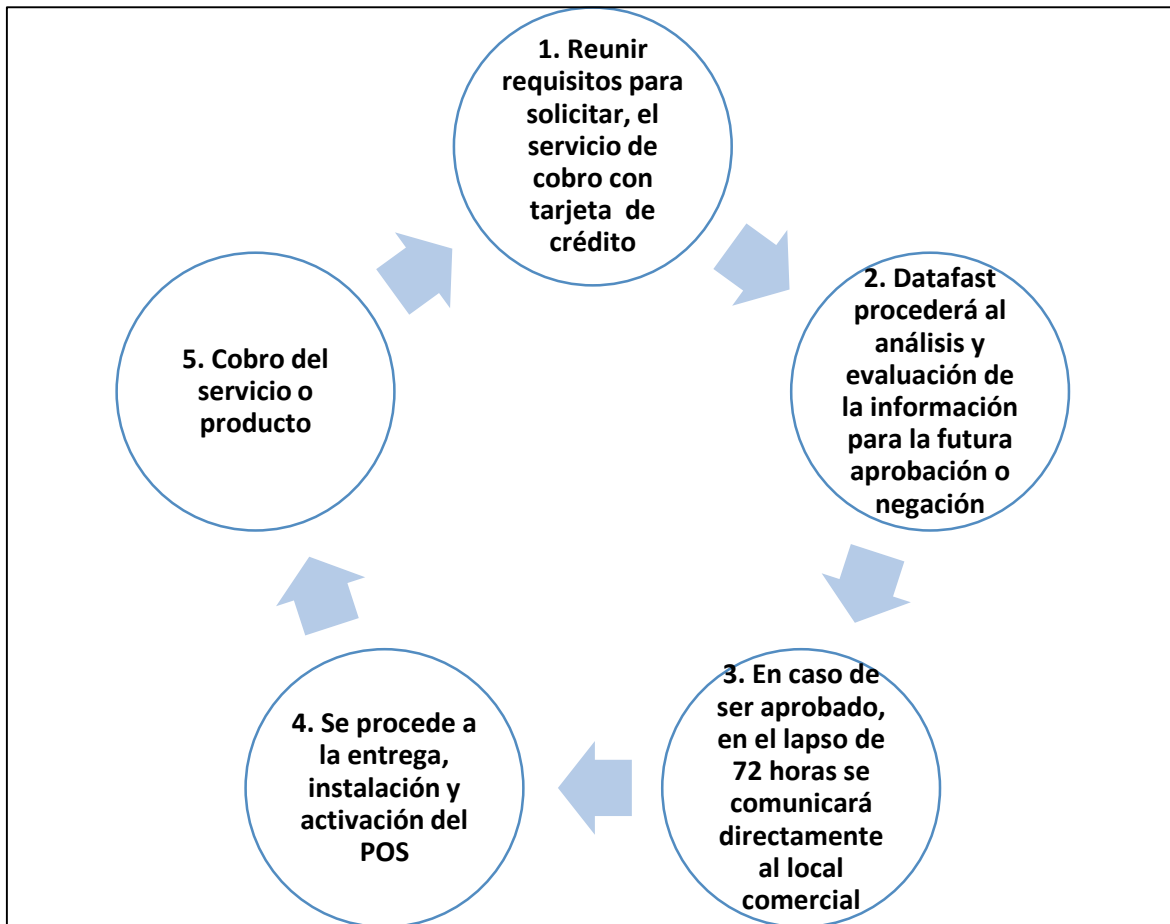 1. Reunir
requisitos para
solicitar, el
servicio de
cobro con
tarjeta de
crédito
2. Datafast
procederá al
análisis y
evaluación de
la información
para la futura
aprobación o
negación
3. En caso de
ser aprobado,
en el lapso de
72 horas se
comunicará
directamente
al local
comercial
4. Se procede a
la entrega,
instalación y
activación del
POS
5. Cobro del
servicio o
producto